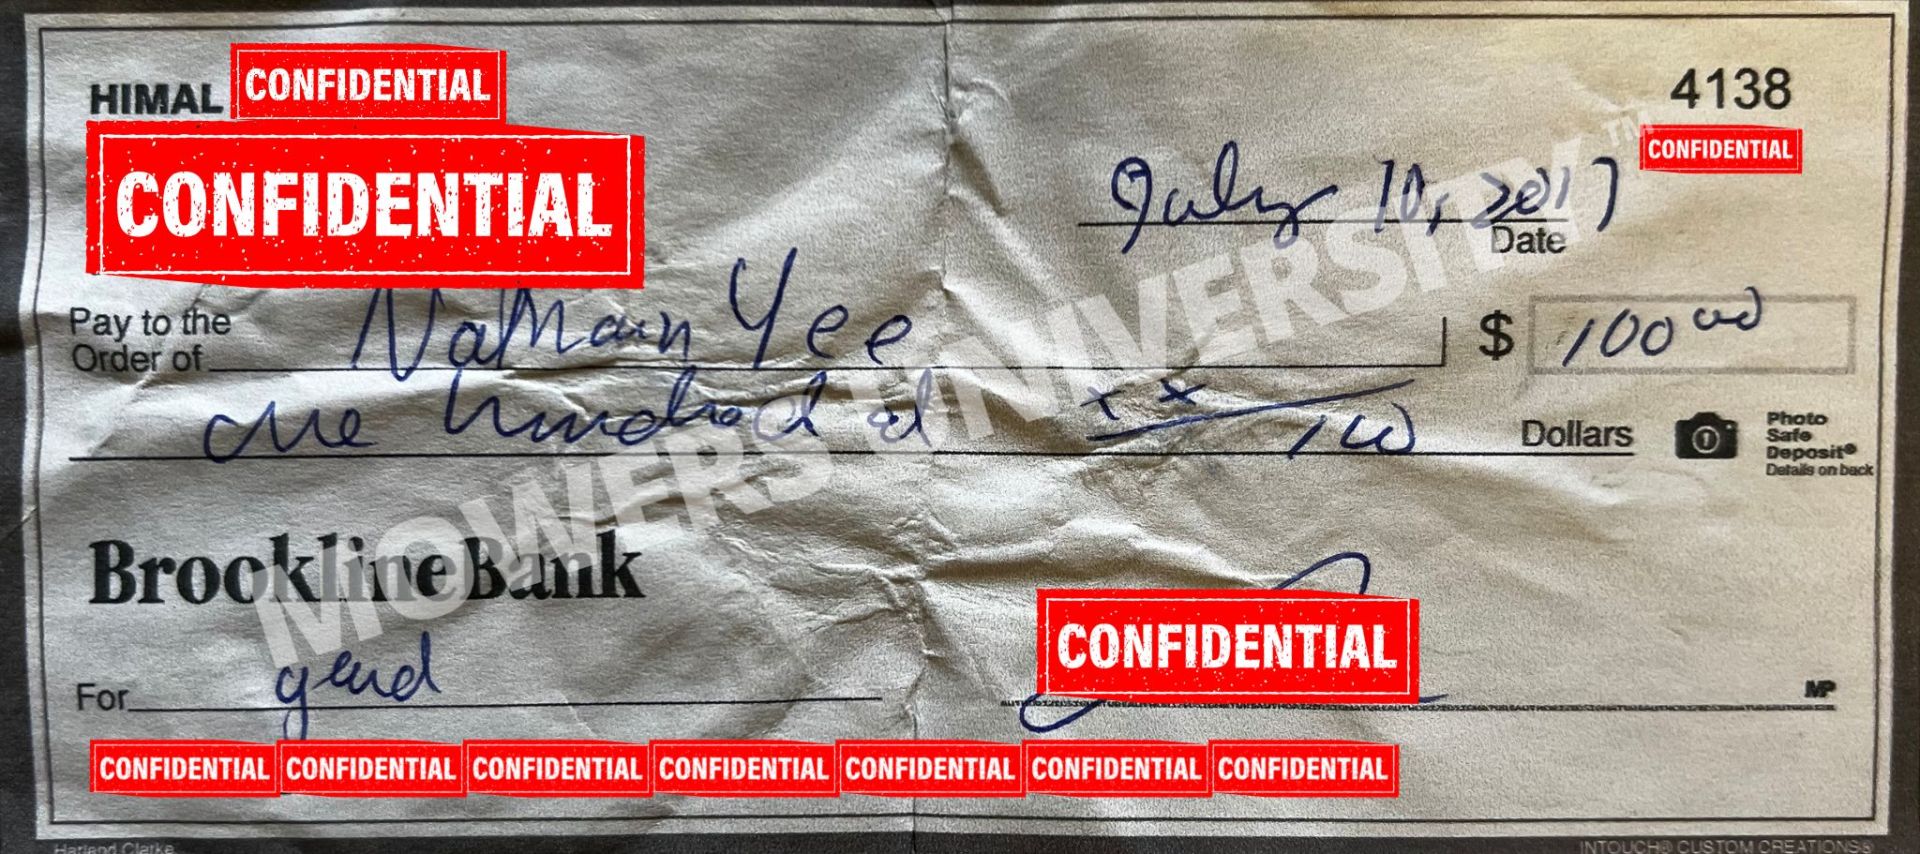 HIMAL CONFIDENTIAL
4138
CONFIDENTIAL
CONFIDENTIAL
July 10, 2017
Date
Pay to the
Order of Nathan Yee
$ 100 00
one hundred xx/100 Dollars
Photo
Safe
Deposit®
Details on back
MOWERS UNIVERSITY™
BrooklineBank
CONFIDENTIAL
For
MP
CONFIDENTIAL CONFIDENTIAL CONFIDENTIAL CONFIDENTIAL CONFIDENTIAL CONFIDENTIAL CONFIDENTIAL
Harland Clarke
INTOUCH® CUSTOM CREATIONS®